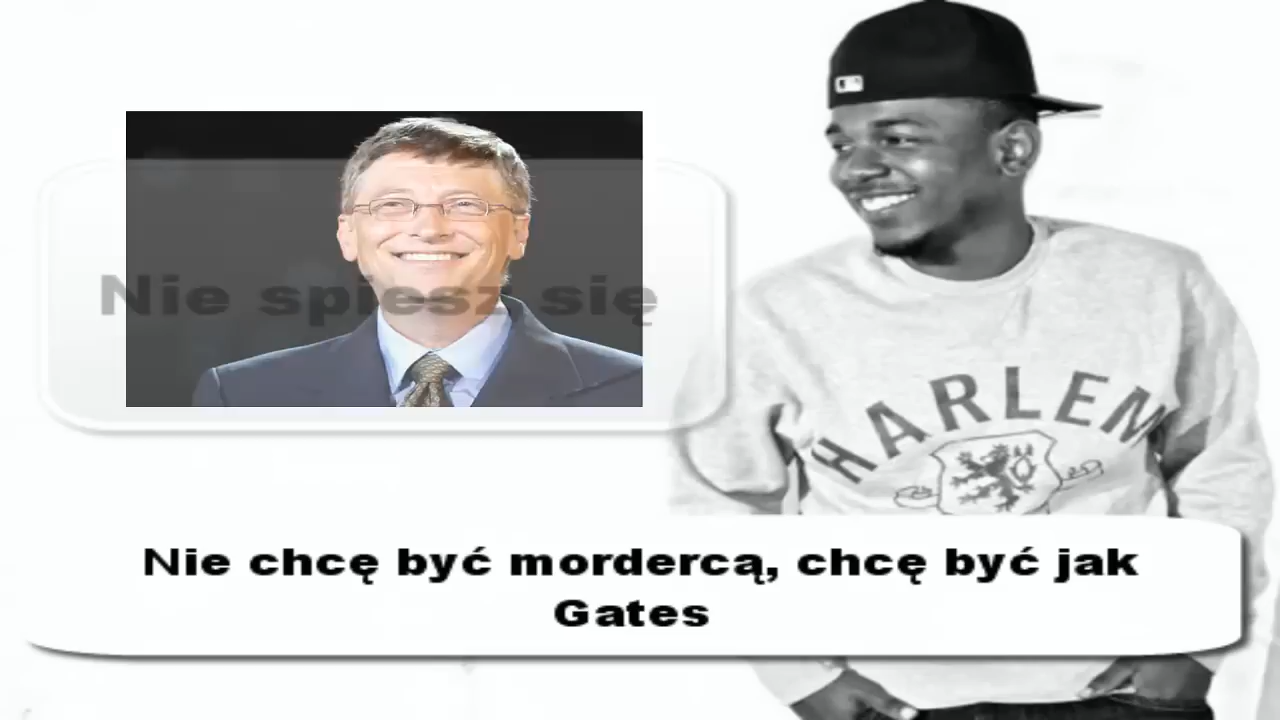 Nie spiesz się
HARLEM
Nie chcę być mordercą, chcę być jak
Gates